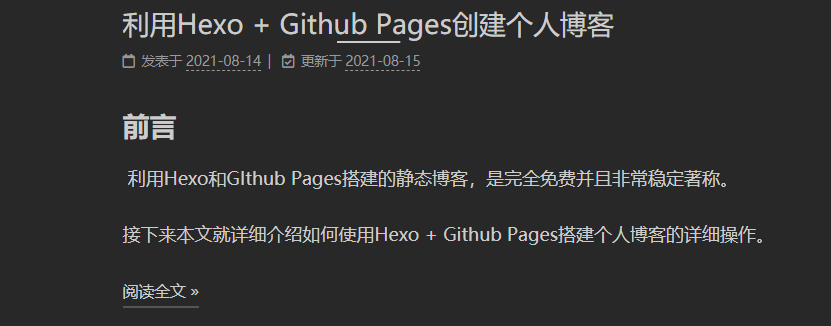 利用Hexo + Github Pages创建个人博客
发表于 2021-08-14 | 更新于 2021-08-15
前言
利用Hexo和GIthub Pages搭建的静态博客，是完全免费并且非常稳定著称。
接下来本文就详细介绍如何使用Hexo + Github Pages搭建个人博客的详细操作。
阅读全文 »